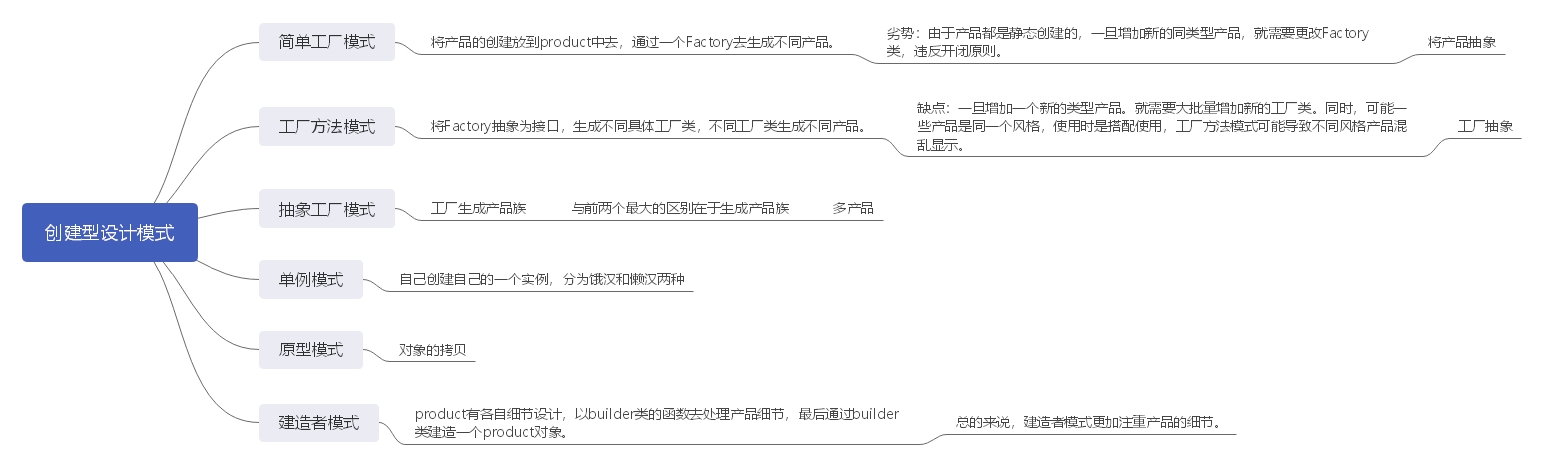 创建型设计模式
简单工厂模式
将产品的创建放到product中去，通过一个Factory去生成不同产品。
劣势：由于产品都是静态创建的，一旦增加新的同类型产品，就需要更改Factory
类，违反开闭原则。
将产品抽象
工厂方法模式
将Factory抽象为接口，生成不同具体工厂类，不同工厂类生成不同产品。
缺点：一旦增加一个新的类型产品。就需要大批量增加新的工厂类。同时，可能一
些产品是同一个风格，使用时是搭配使用，工厂方法模式可能导致不同风格产品混
乱显示。
工厂抽象
抽象工厂模式
工厂生成产品族
与前两个最大的区别在于生成产品族
多产品
单例模式
自己创建自己的一个实例，分为饿汉和懒汉两种
原型模式
对象的拷贝
建造者模式
product有各自细节设计，以builder类的函数去处理产品细节，最后通过builder
类建造一个product对象。
总的来说，建造者模式更加注重产品的细节。